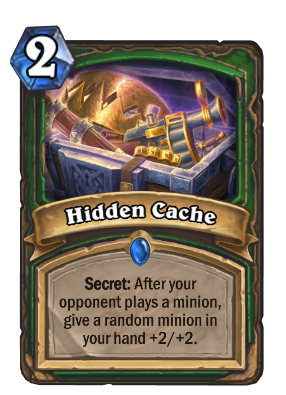 2
Hidden Cache
Secret: After your
opponent plays a minion,
give a random minion in
your hand +2/+2.